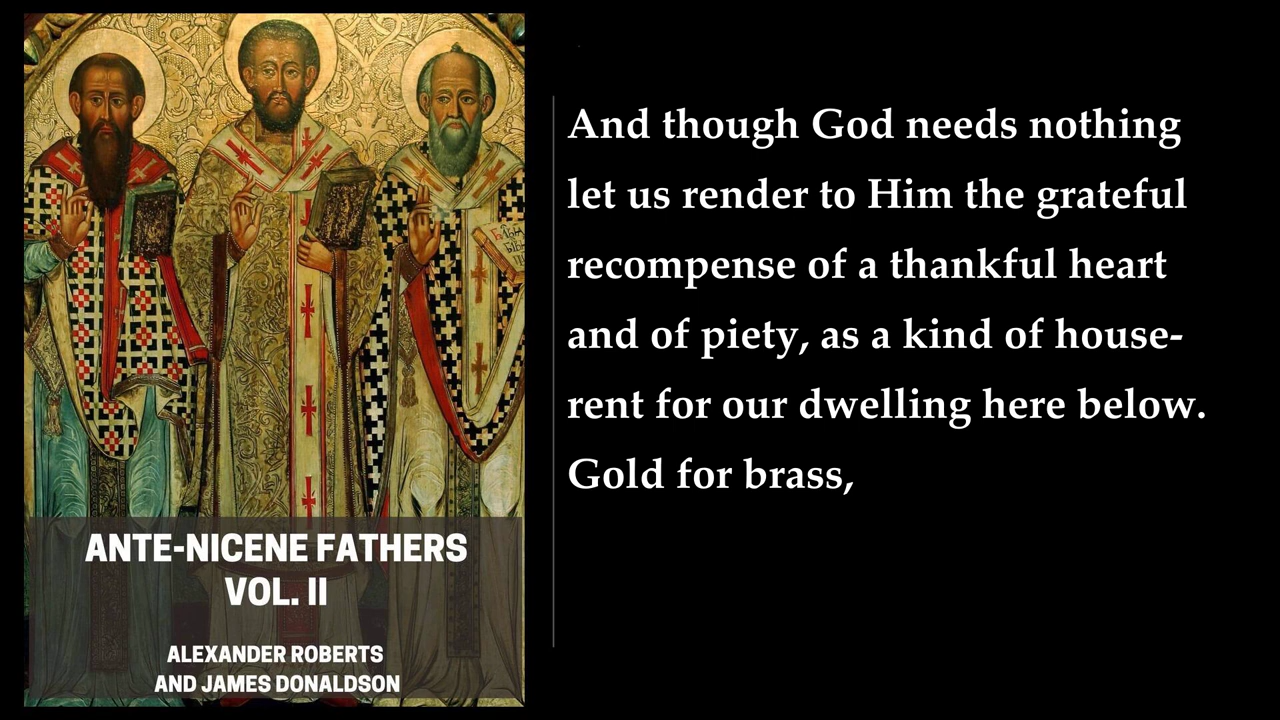 And though God needs nothing
let us render to Him the grateful
recompense of a thankful heart
and of piety, as a kind of house-
rent for our dwelling here below.
Gold for brass,
ANTE-NICENE FATHERS
VOL. II
ALEXANDER ROBERTS
AND JAMES DONALDSON